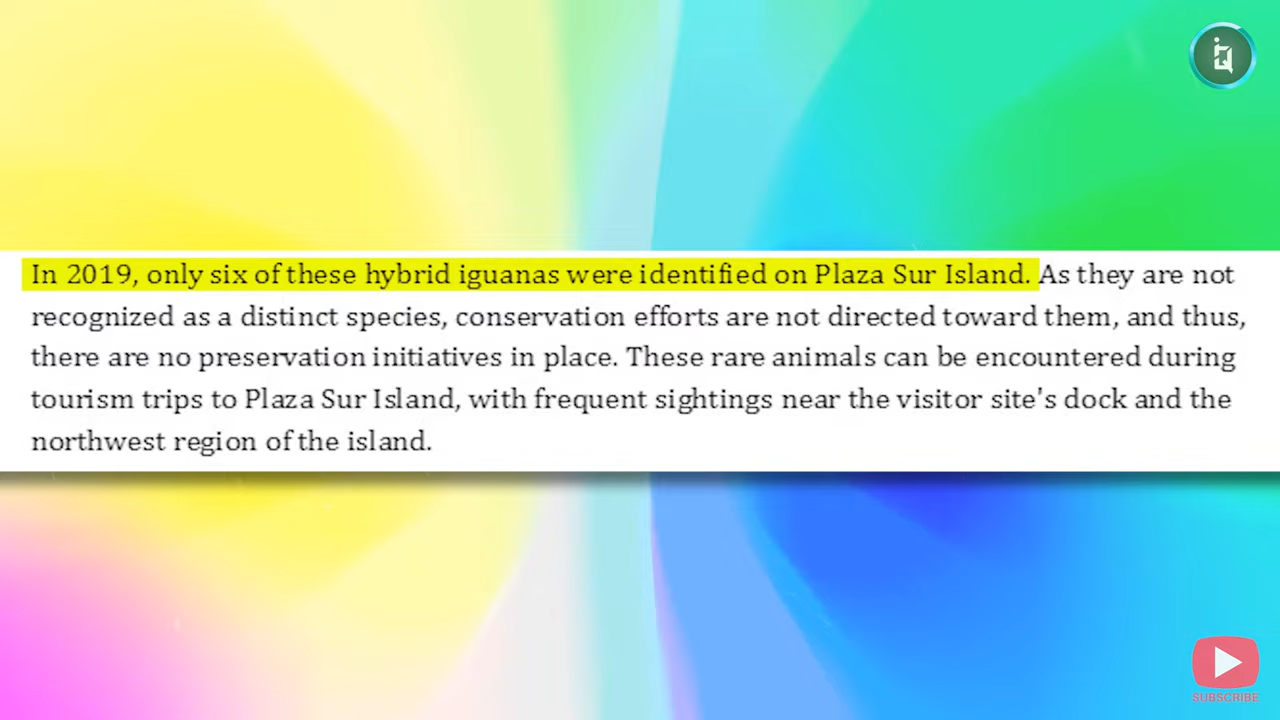 In 2019, only six of these hybrid iguanas were identified on Plaza Sur Island. As they are not
recognized as a distinct species, conservation efforts are not directed toward them, and thus,
there are no preservation initiatives in place. These rare animals can be encountered during
tourism trips to Plaza Sur Island, with frequent sightings near the visitor site's dock and the
northwest region of the island.
SUBSCRIBE